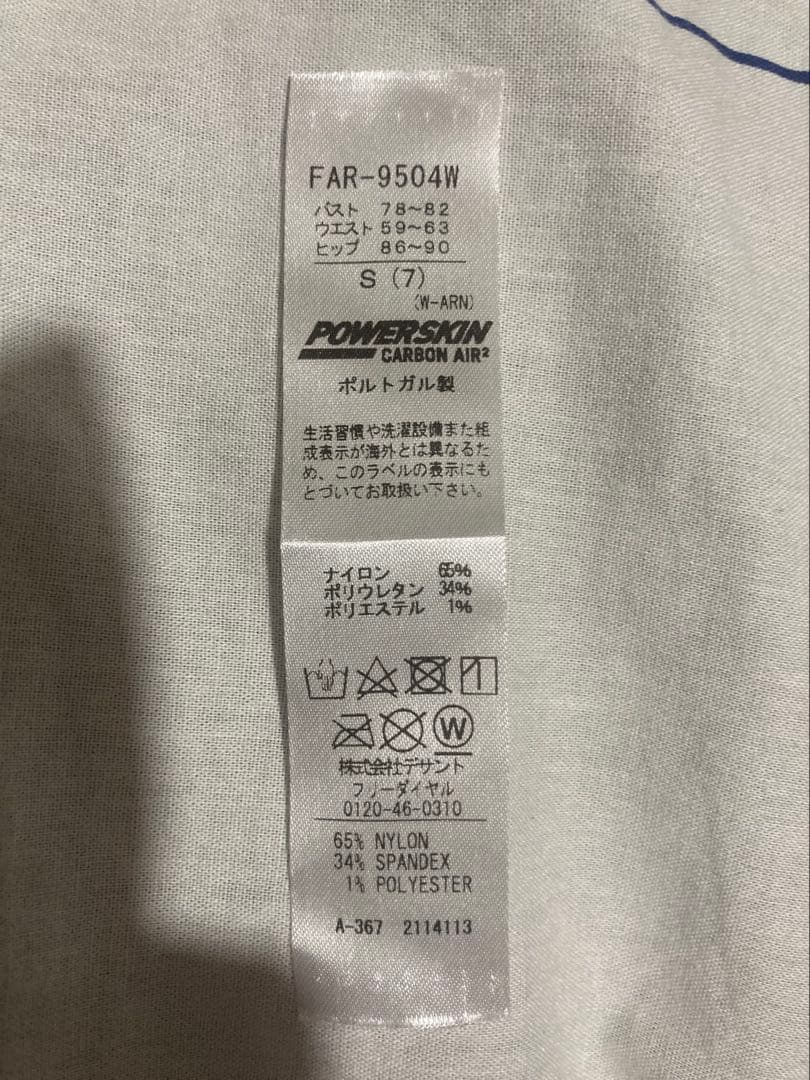 FAR-9504W
バスト 78~82
ウエスト 59~63
ヒップ 86~90
S (7)
(W-ARN)
POWERSKIN
CARBON AIR²
ポルトガル製
生活習慣や洗濯設備また組
成表示が海外とは異なるた
め、このラベルの表示にも
とづいてお取扱い下さい。
ナイロン 65%
ポリウレタン 34%
ポリエステル 1%
W
株式会社デサント
フリーダイヤル
0120-46-0310
65% NYLON
34% SPANDEX
1% POLYESTER
A-367 2114113